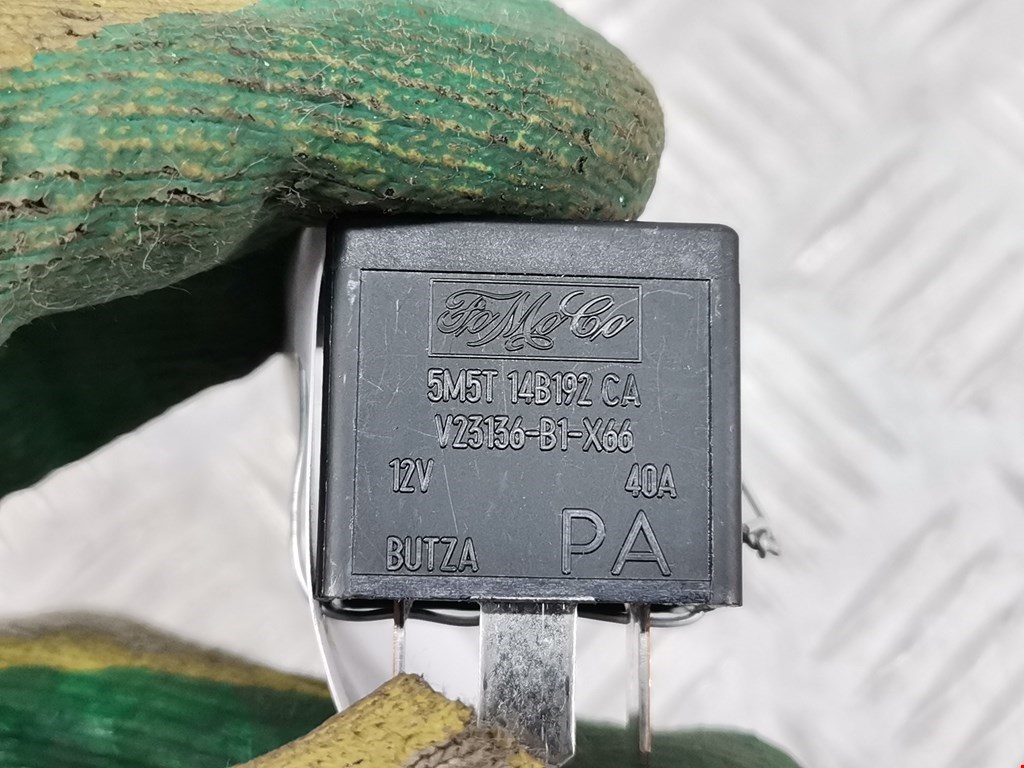 FoMoCo
5M5T 14B192 CA
V23136-B1-X66
12V 40A
BUTZA PA